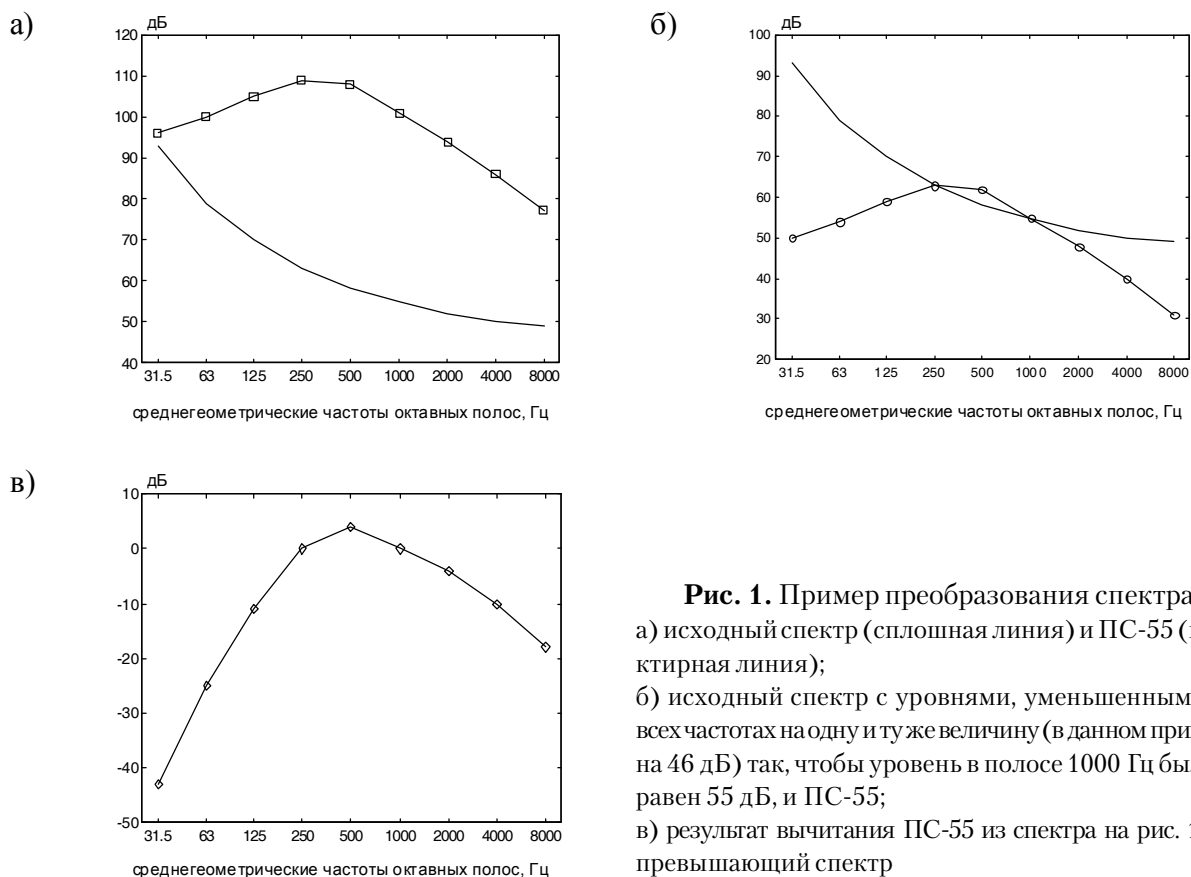 а)
дБ
120
110
100
90
80
70
60
50
40
31.5 63 125 250 500 1000 2000 4000 8000
среднегеометрические частоты октавных полос, Гц
б)
дБ
100
90
80
70
60
50
40
30
20
31.5 63 125 250 500 1000 2000 4000 8000
среднегеометрические частоты октавных полос, Гц
в)
дБ
10
0
-10
-20
-30
-40
-50
31.5 63 125 250 500 1000 2000 4000 8000
среднегеометрические частоты октавных полос, Гц
Рис. 1. Пример преобразования спектра
а) исходный спектр (сплошная линия) и ПС-55
ктирная линия);
б) исходный спектр с уровнями, уменьшенным
всех частотах на одну и ту же величину (в данном при
на 46 дБ) так, чтобы уровень в полосе 1000 Гц бы
равен 55 дБ, и ПС-55;
в) результат вычитания ПС-55 из спектра на рис.
превышающий спектр